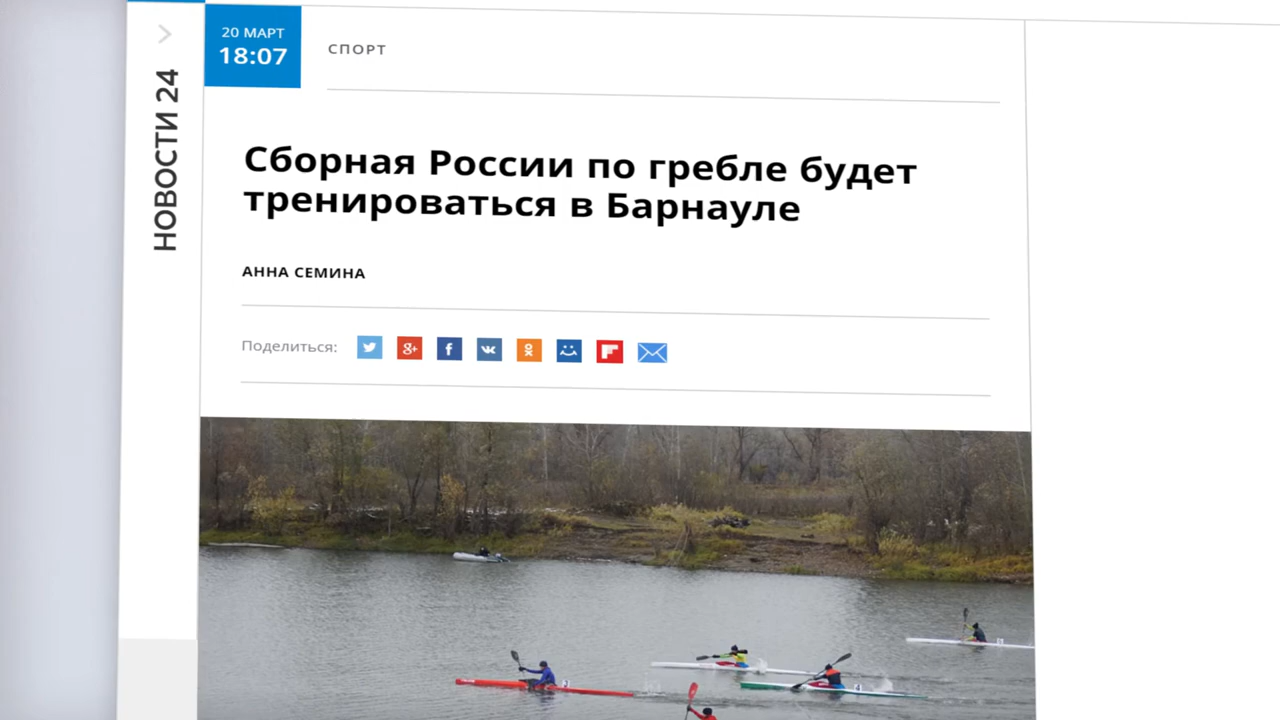 20 МАРТ
18:07
СПОРТ
НОВОСТИ 24
Сборная России по гребле будет
тренироваться в Барнауле
АННА СЕМИНА
Поделиться: